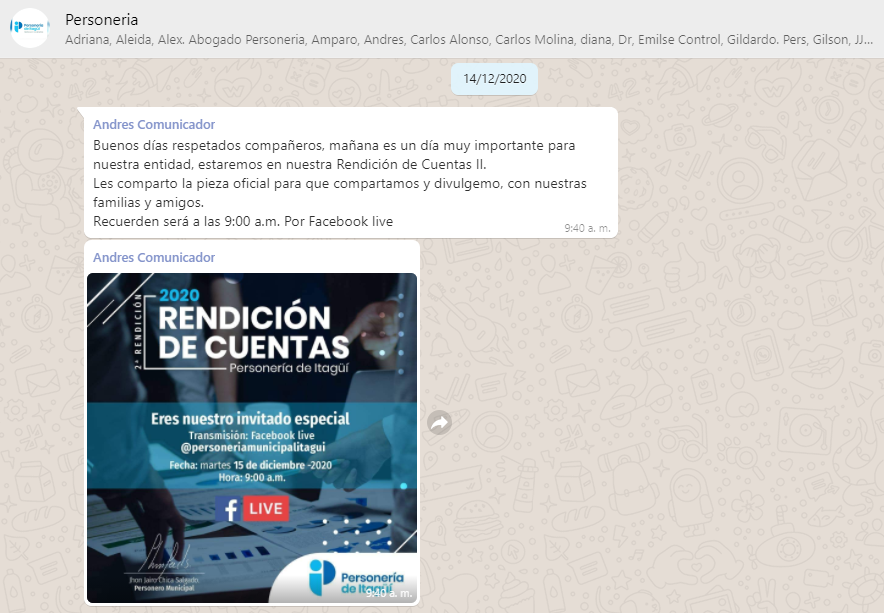 Personería
de Itagüí
Personeria
Adriana, Aleida, Alex. Abogado Personeria, Amparo, Andres, Carlos Alonso, Carlos Molina, diana, Dr, Emilse Control, Gildardo. Pers, Gilson, JJ...
14/12/2020
Andres Comunicador
Buenos días respetados compañeros, mañana es un día muy importante para
nuestra entidad, estaremos en nuestra Rendición de Cuentas II.
Les comparto la pieza oficial para que compartamos y divulgemo, con nuestras
familias y amigos.
Recuerden será a las 9:00 a.m. Por Facebook live
9:40 a. m.
Andres Comunicador
2ª RENDICIÓN
2020
RENDICIÓN
DE CUENTAS
Personería de Itagüí
Eres nuestro invitado especial
Transmisión: Facebook live
@personeriamunicipalitagui
Fecha: martes 15 de diciembre -2020
Hora: 9:00 a.m.
f LIVE
Jhon Jairo Chica Salgado
Personero Municipal
Personería
de Itagüí
9:40 a. m.